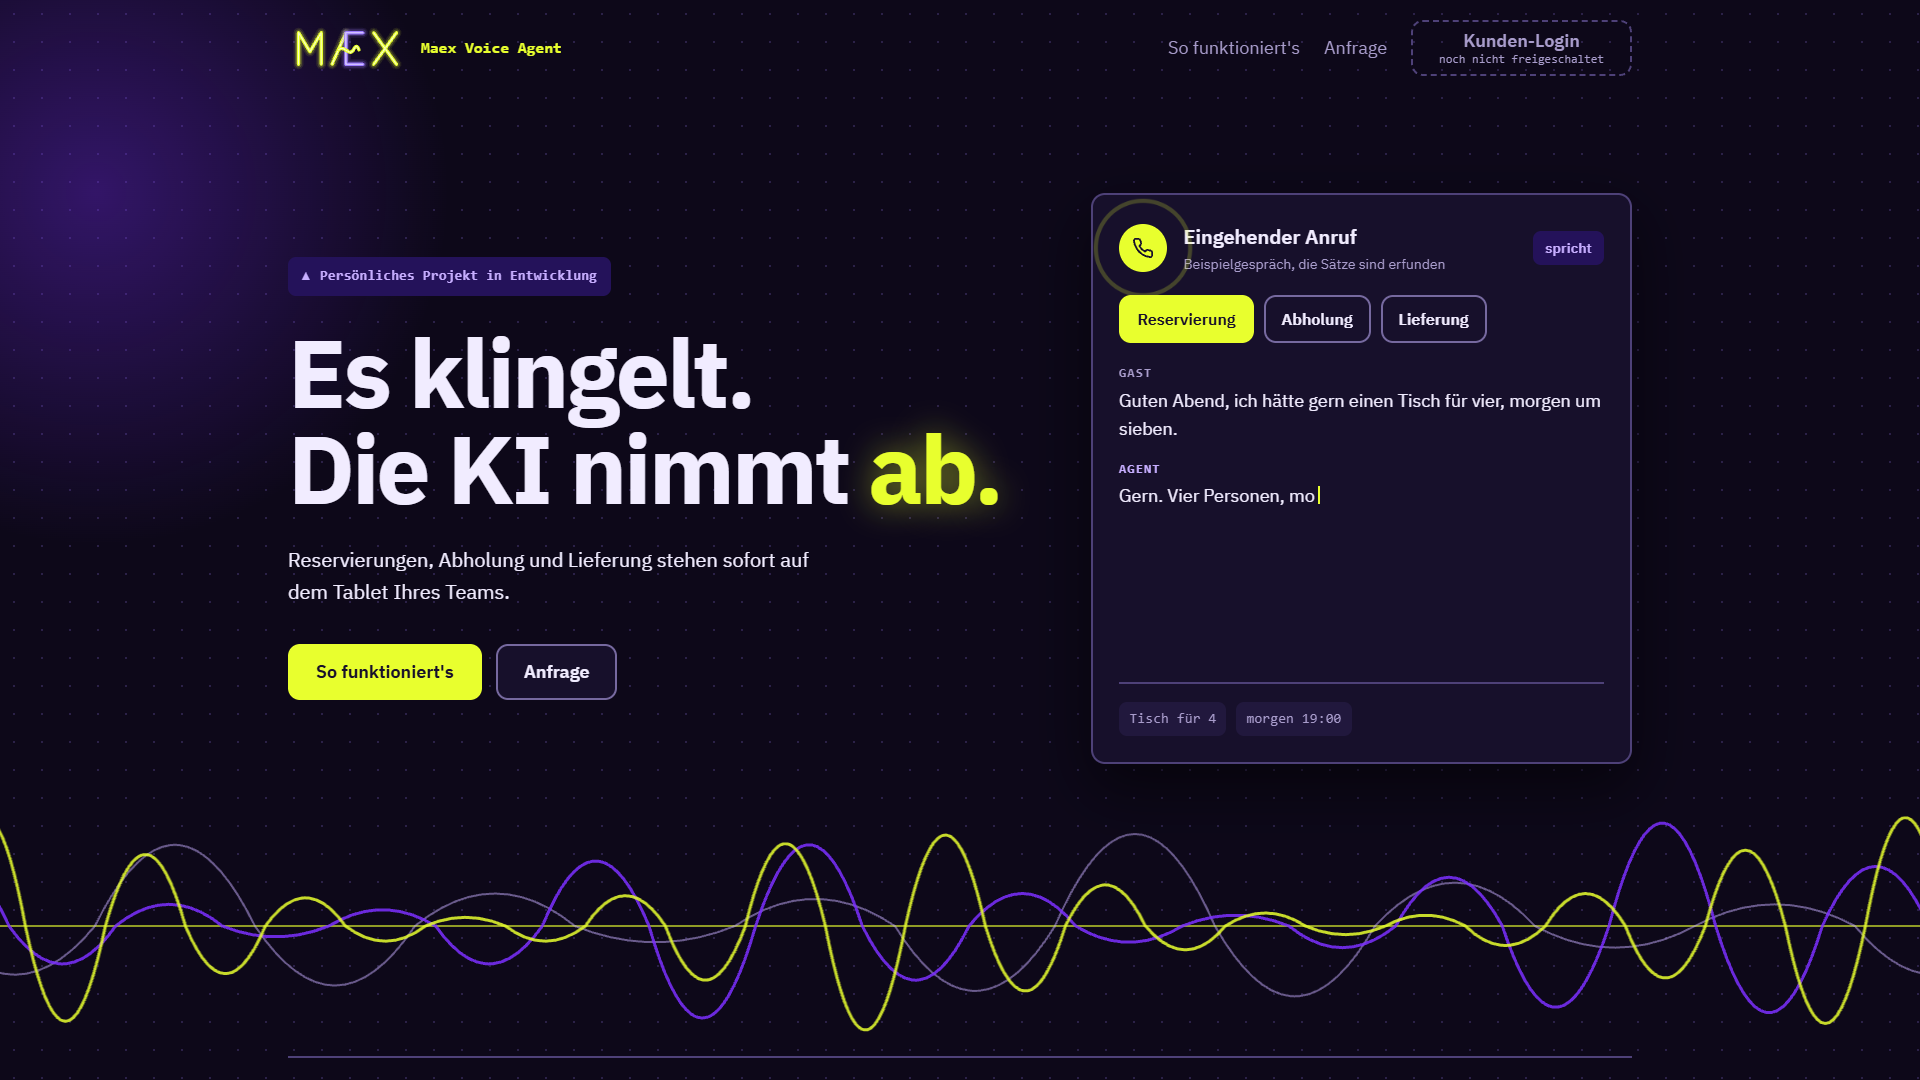 MAEX
Maex Voice Agent
So funktioniert's
Anfrage
Kunden-Login
noch nicht freigeschaltet
▲ Persönliches Projekt in Entwicklung
Es klingelt.
Die KI nimmt ab.
Reservierungen, Abholung und Lieferung stehen sofort auf
dem Tablet Ihres Teams.
So funktioniert's
Anfrage
Eingehender Anruf
Beispielgespräch, die Sätze sind erfunden
spricht
Reservierung
Abholung
Lieferung
GAST
Guten Abend, ich hätte gern einen Tisch für vier, morgen um
sieben.
AGENT
Gern. Vier Personen, mo
Tisch für 4
morgen 19:00